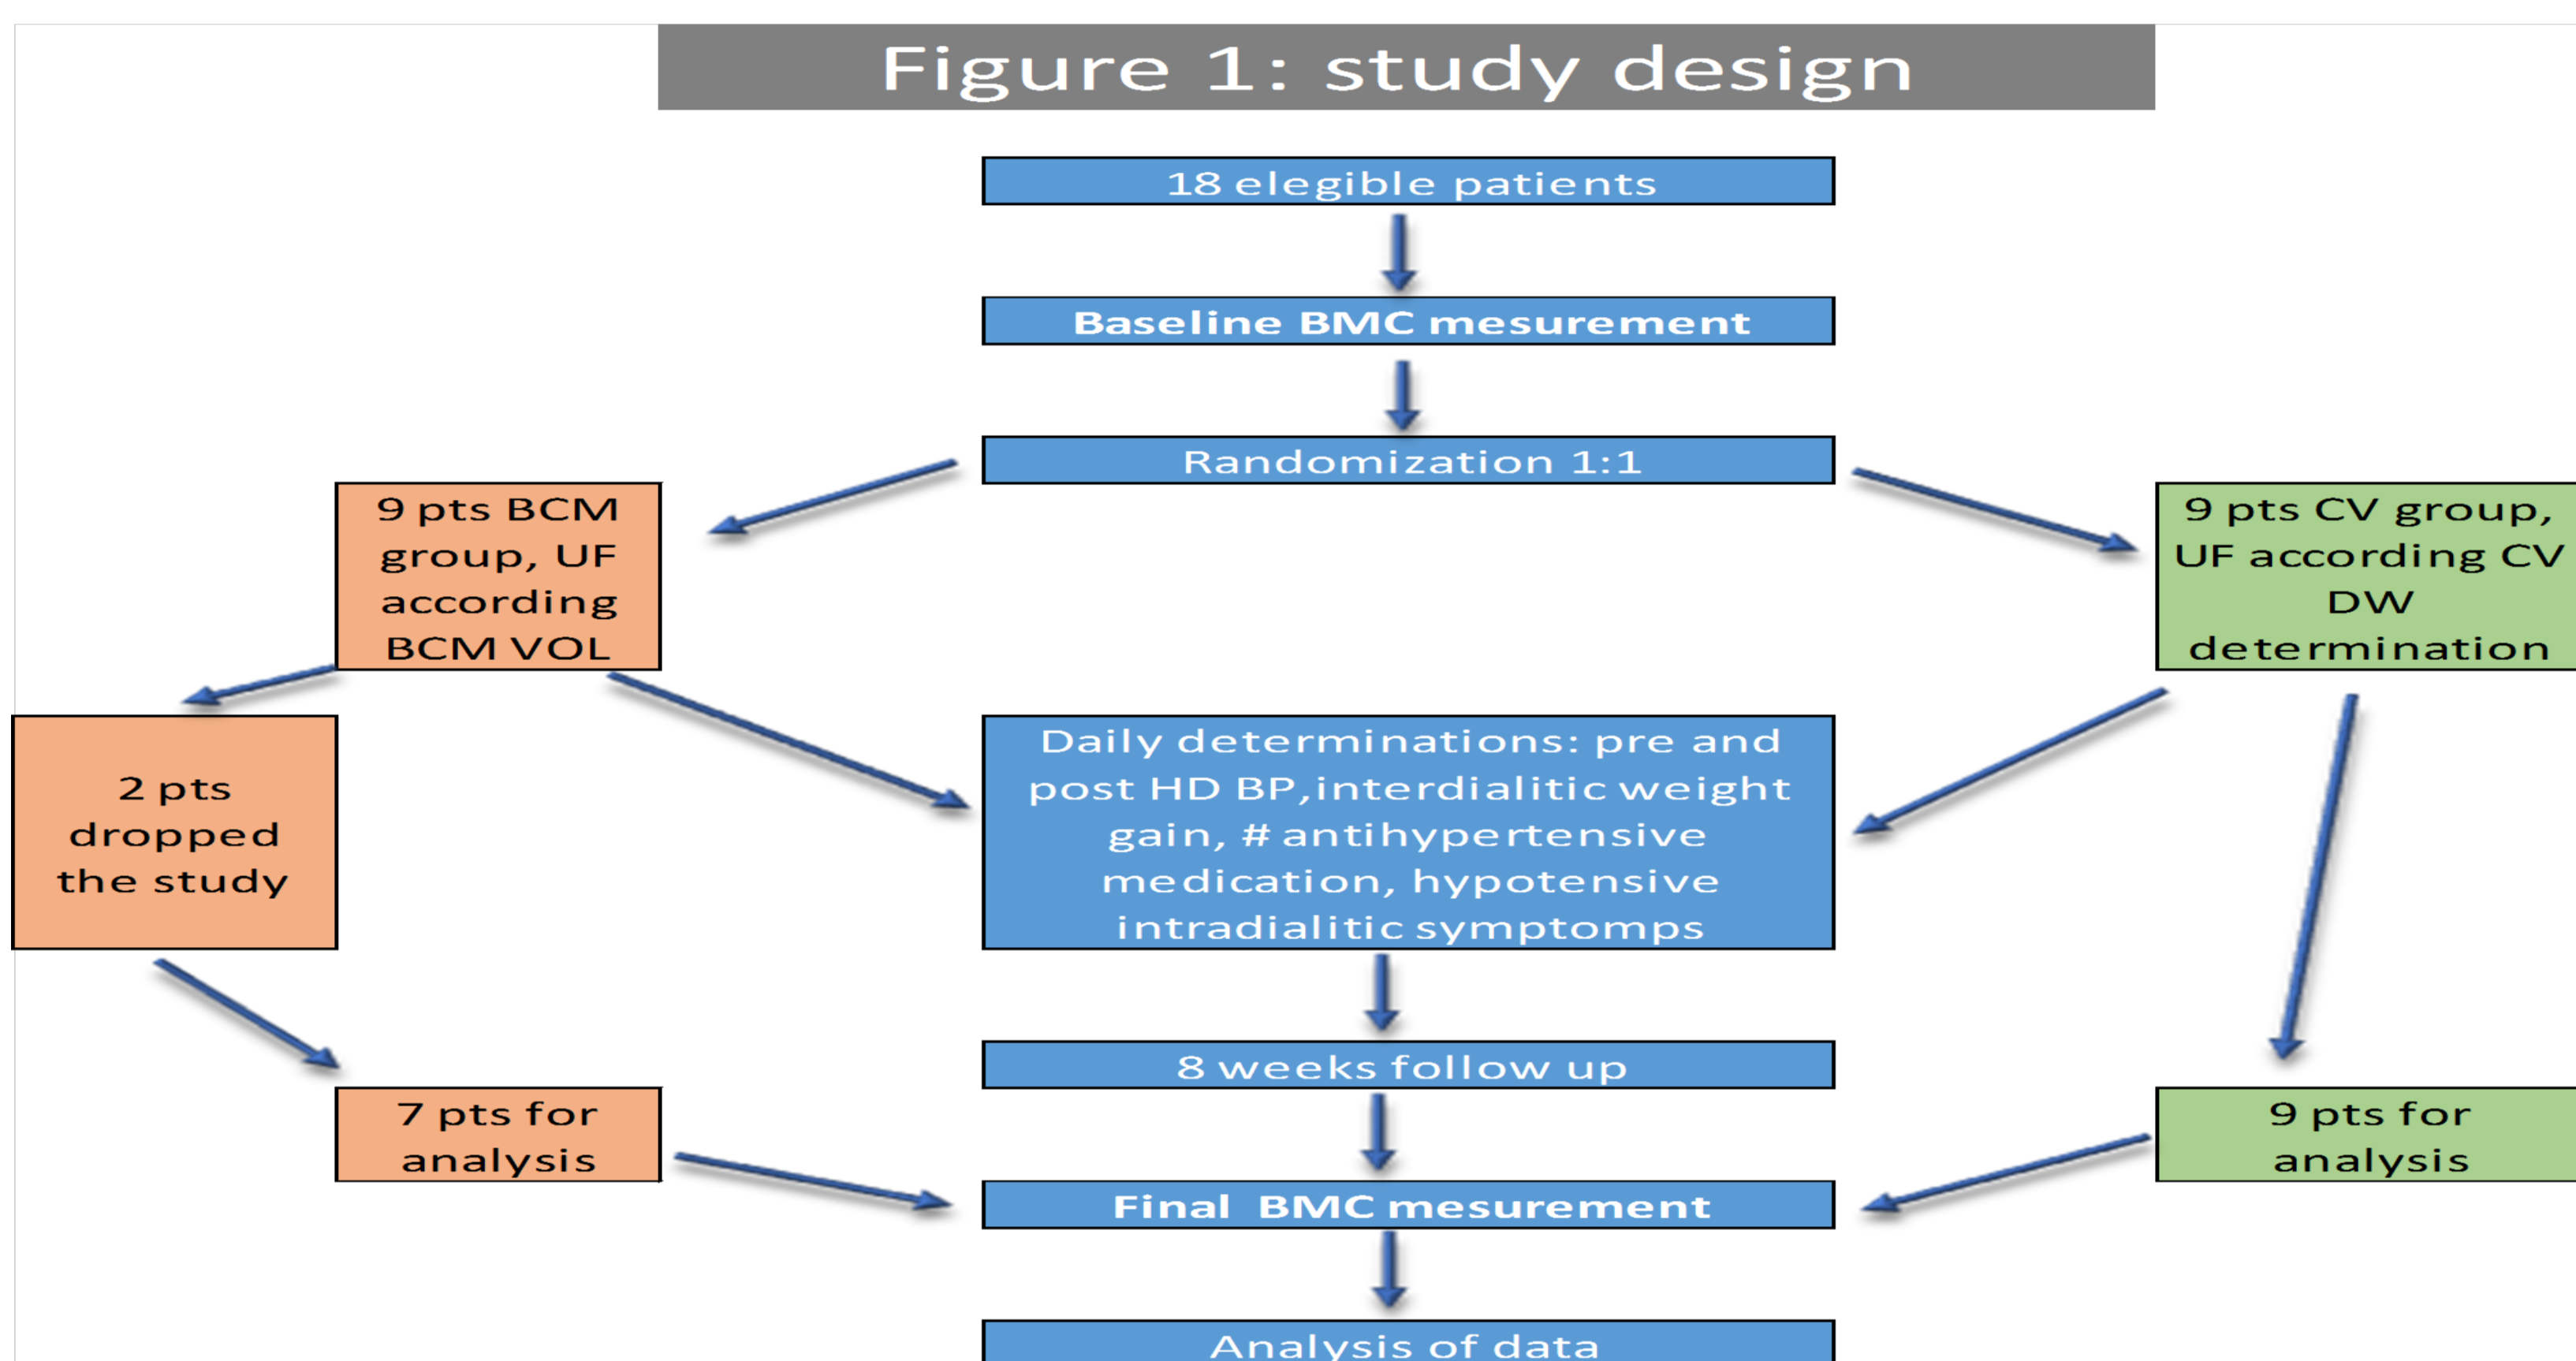 Figure 1: study design
18 elegible patients
Baseline BMC mesurement
Randomization 1:1
9 pts BCM
group, UF
according
BCM VOL
9 pts CV group,
UF according CV
DW
determination
2 pts
dropped
the study
Daily determinations: pre and
post HD BP,interdialitic weight
gain, # antihypertensive
medication, hypotensive
intradialitic symptomps
8 weeks follow up
7 pts for
analysis
9 pts for
analysis
Final BMC mesurement
Analysis of data